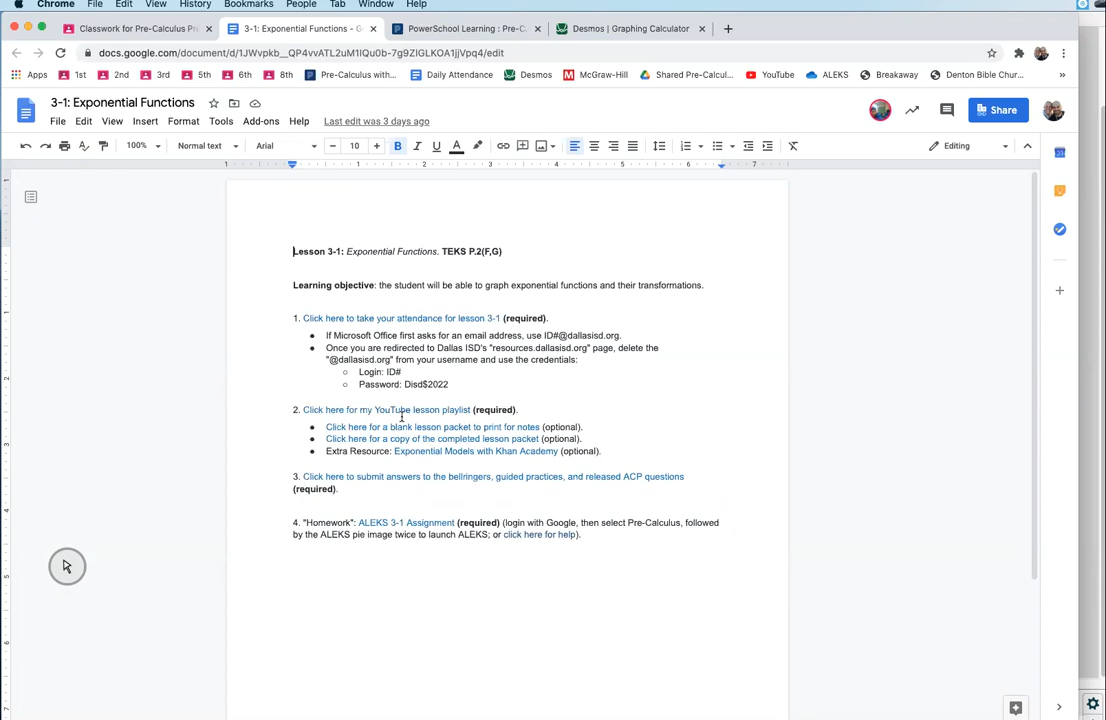 Chrome File Edit View History Bookmarks People Tab Window Help
Classwork for Pre-Calculus Pr × 3-1: Exponential Functions - G × PowerSchool Learning : Pre-C × Desmos | Graphing Calculator × +
docs.google.com/document/d/1JWvpkb__QP4vvATL2uM1IQu0b-7g9ZIGLKOA1jjVpq4/edit
Apps 1st 2nd 3rd 5th 6th 8th Pre-Calculus with... Daily Attendance Desmos McGraw-Hill Shared Pre-Calcul... YouTube ALEKS Breakaway Denton Bible Chur... »
3-1: Exponential Functions
Share
File Edit View Insert Format Tools Add-ons Help Last edit was 3 days ago
100% Normal text Arial − 10 + B I U A Editing
1 1 2 3 4 5 6 7
Lesson 3-1: Exponential Functions. TEKS P.2(F,G)
Learning objective: the student will be able to graph exponential functions and their transformations.
1. Click here to take your attendance for lesson 3-1 (required).
● If Microsoft Office first asks for an email address, use ID#@dallasisd.org.
● Once you are redirected to Dallas ISD's "resources.dallasisd.org" page, delete the
"@dallasisd.org" from your username and use the credentials:
○ Login: ID#
○ Password: Disd$2022
2. Click here for my YouTube lesson playlist (required).
● Click here for a blank lesson packet to print for notes (optional).
● Click here for a copy of the completed lesson packet (optional).
● Extra Resource: Exponential Models with Khan Academy (optional).
3. Click here to submit answers to the bellringers, guided practices, and released ACP questions
(required).
4. "Homework": ALEKS 3-1 Assignment (required) (login with Google, then select Pre-Calculus, followed
by the ALEKS pie image twice to launch ALEKS; or click here for help).